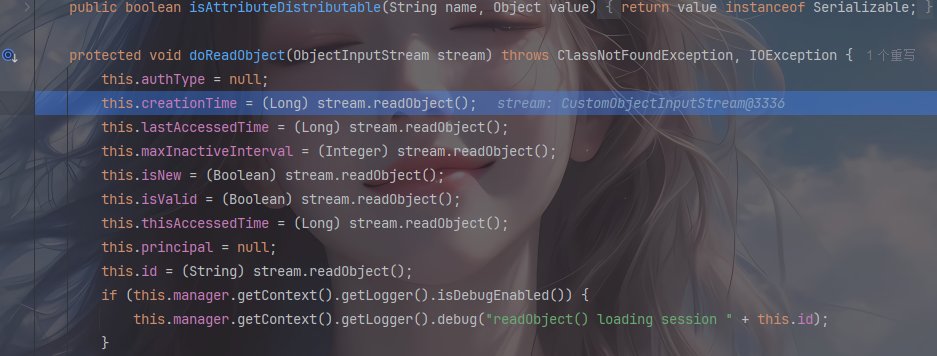 public boolean isAttributeDistributable(String name, Object value) { return value instanceof Serializable; }
protected void doReadObject(ObjectInputStream stream) throws ClassNotFoundException, IOException { 1个重写
this.authType = null;
this.creationTime = (Long) stream.readObject(); stream: CustomObjectInputStream@3336
this.lastAccessedTime = (Long) stream.readObject();
this.maxInactiveInterval = (Integer) stream.readObject();
this.isNew = (Boolean) stream.readObject();
this.isValid = (Boolean) stream.readObject();
this.thisAccessedTime = (Long) stream.readObject();
this.principal = null;
this.id = (String) stream.readObject();
if (this.manager.getContext().getLogger().isDebugEnabled()) {
this.manager.getContext().getLogger().debug("readObject() loading session " + this.id);
}